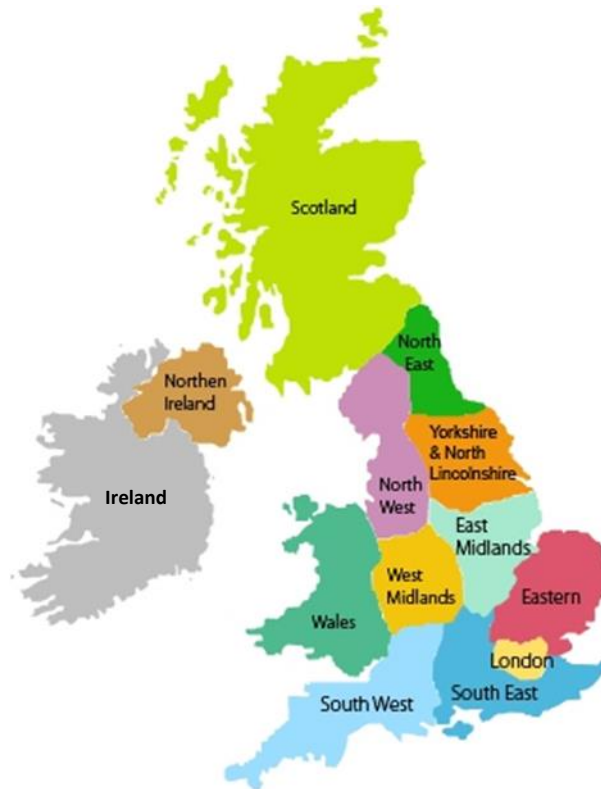 Scotland
North
East
Northen
Ireland
Yorkshire
& North
Lincolnshire
Ireland
North
West
East
Midlands
West
Midlands
Eastern
Wales
London
South West
South East